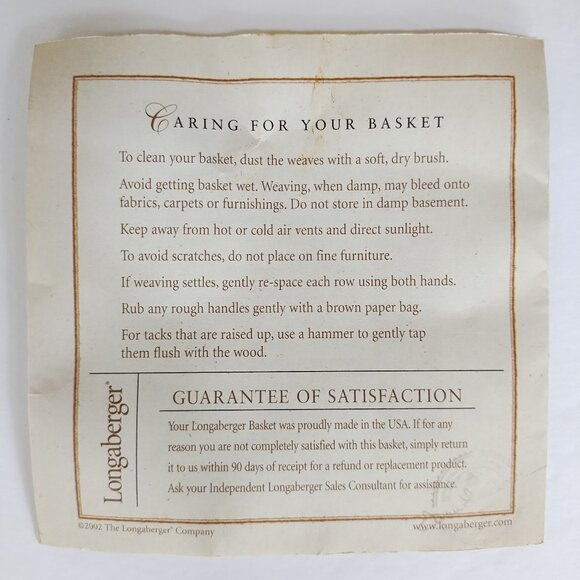 CARING FOR YOUR BASKET
To clean your basket, dust the weaves with a soft, dry brush.
Avoid getting basket wet. Weaving, when damp, may bleed onto
fabrics, carpets or furnishings. Do not store in damp basement.
Keep away from hot or cold air vents and direct sunlight.
To avoid scratches, do not place on fine furniture.
If weaving settles, gently re-space each row using both hands.
Rub any rough handles gently with a brown paper bag.
For tacks that are raised up, use a hammer to gently tap
them flush with the wood.
Longaberger®
GUARANTEE OF SATISFACTION
Your Longaberger Basket was proudly made in the USA. If for any
reason you are not completely satisfied with this basket, simply return
it to us within 90 days of receipt for a refund or replacement product.
Ask your Independent Longaberger Sales Consultant for assistance.
©2002 The Longaberger® Company
www.longaberger.com